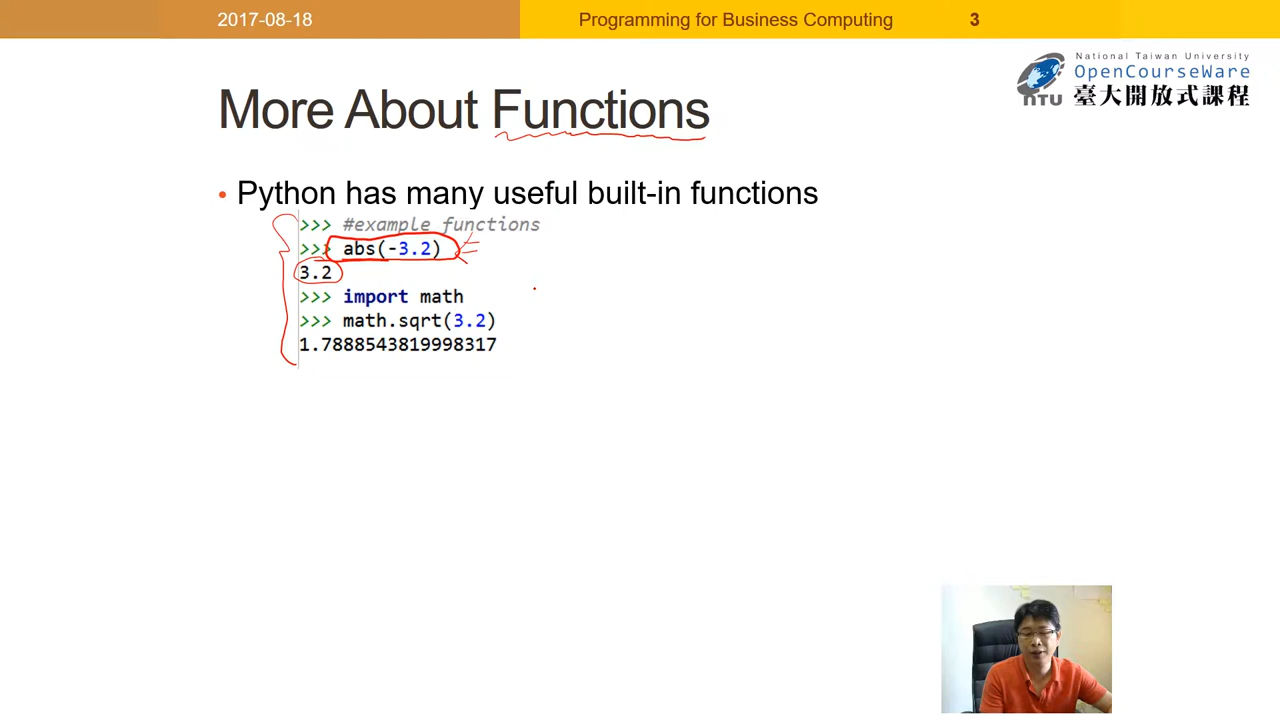 2017-08-18
Programming for Business Computing
3
National Taiwan University
OpenCourseWare
NTU 臺大開放式課程
More About Functions
• Python has many useful built-in functions
>>> #example functions
>>> abs(-3.2)
3.2
>>> import math
>>> math.sqrt(3.2)
1.7888543819998317